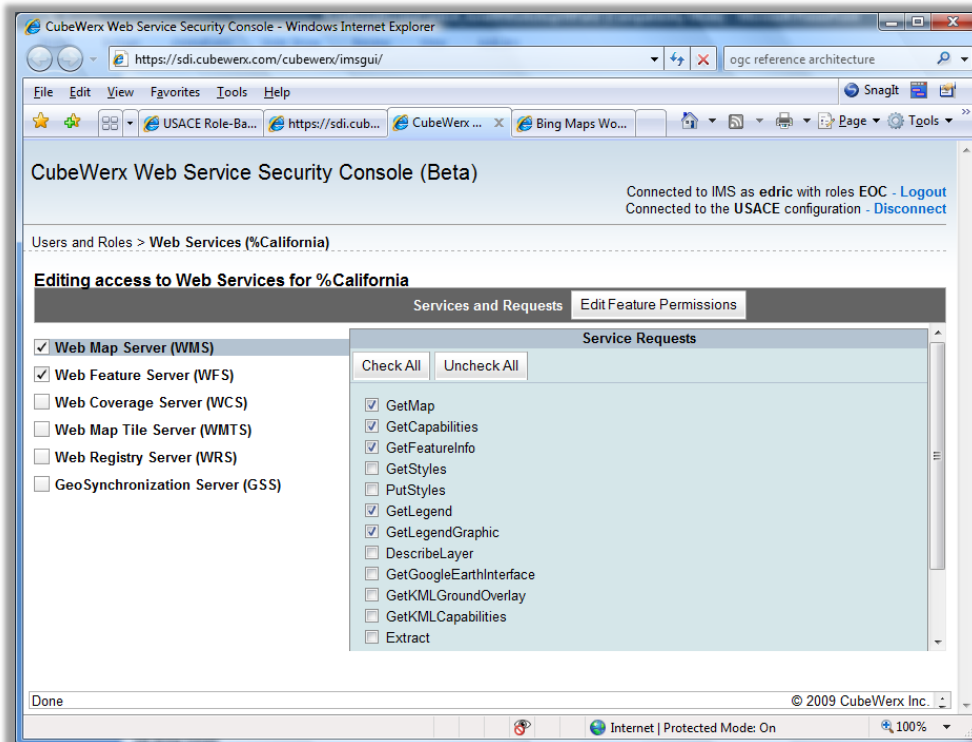 CubeWerx Web Service Security Console - Windows Internet Explorer
https://sdi.cubewerx.com/cubewerx/imsgui/
ogc reference architecture
File Edit View Favorites Tools Help
SnagIt
USACE Role-Ba...
https://sdi.cub...
CubeWerx ...
Bing Maps Wo...
Page
Tools
CubeWerx Web Service Security Console (Beta)
Connected to IMS as edric with roles EOC - Logout
Connected to the USACE configuration - Disconnect
Users and Roles > Web Services (%California)
Editing access to Web Services for %California
Services and Requests
Edit Feature Permissions
Web Map Server (WMS)
Web Feature Server (WFS)
Web Coverage Server (WCS)
Web Map Tile Server (WMTS)
Web Registry Server (WRS)
GeoSynchronization Server (GSS)
Service Requests
Check All
Uncheck All
GetMap
GetCapabilities
GetFeatureInfo
GetStyles
PutStyles
GetLegend
GetLegendGraphic
DescribeLayer
GetGoogleEarthInterface
GetKMLGroundOverlay
GetKMLCapabilities
Extract
Done
© 2009 CubeWerx Inc.
Internet | Protected Mode: On
100%